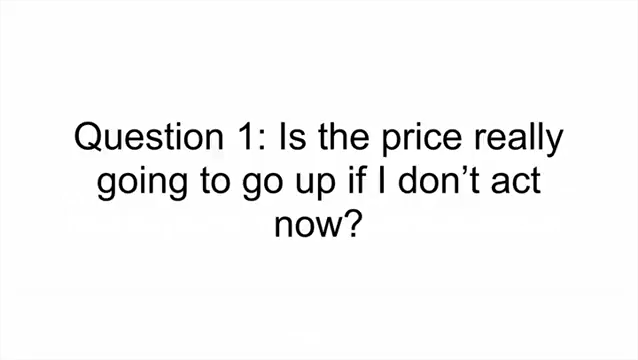 Question 1: Is the price really
going to go up if I don’t act
now?